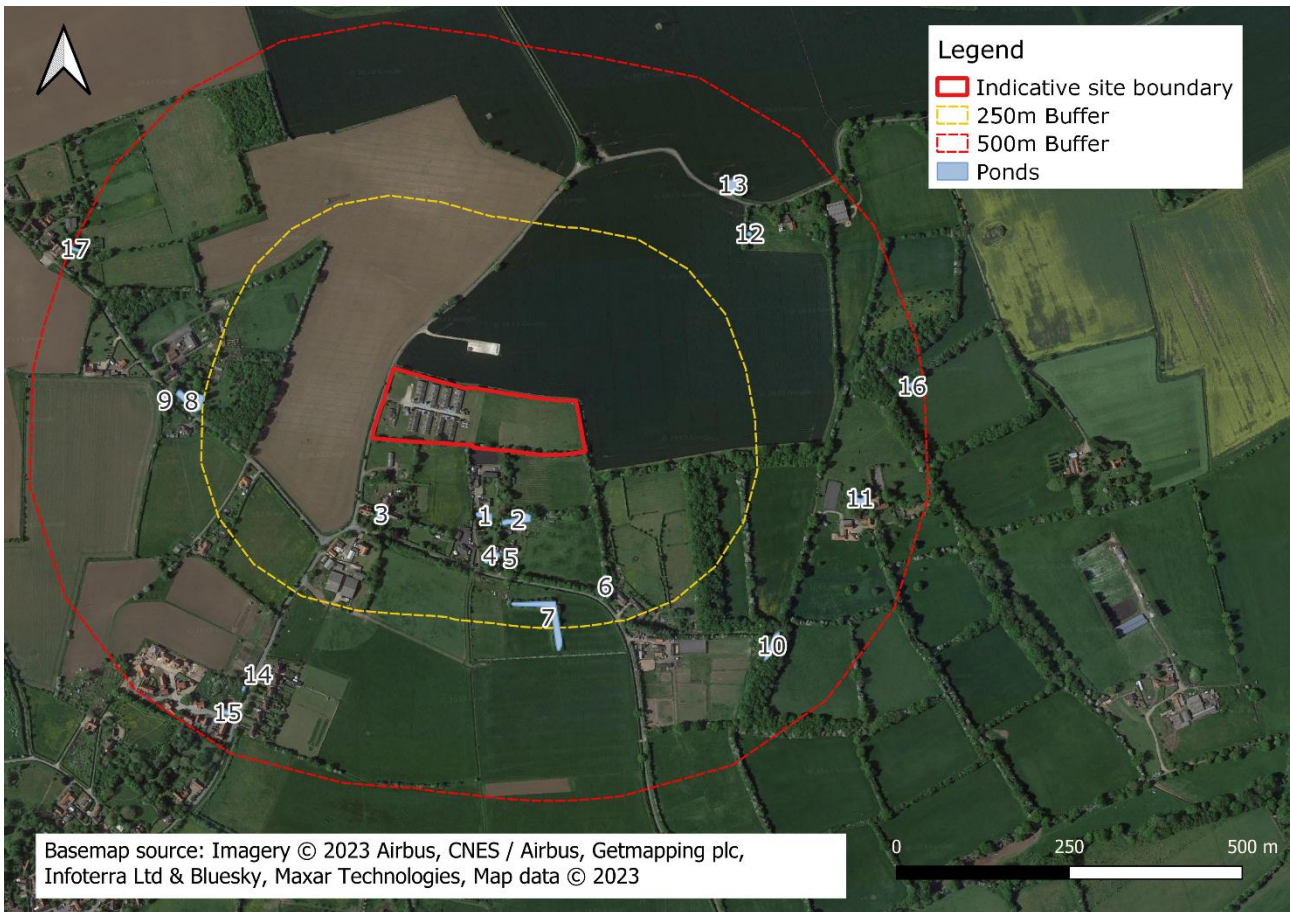 Legend
Indicative site boundary
250m Buffer
500m Buffer
Ponds
13
12
17
16
9 8
11
3
1 2
4 5
6
7
10
14
15
Basemap source: Imagery © 2023 Airbus, CNES / Airbus, Getmapping plc,
Infoterra Ltd & Bluesky, Maxar Technologies, Map data © 2023
0 250 500 m